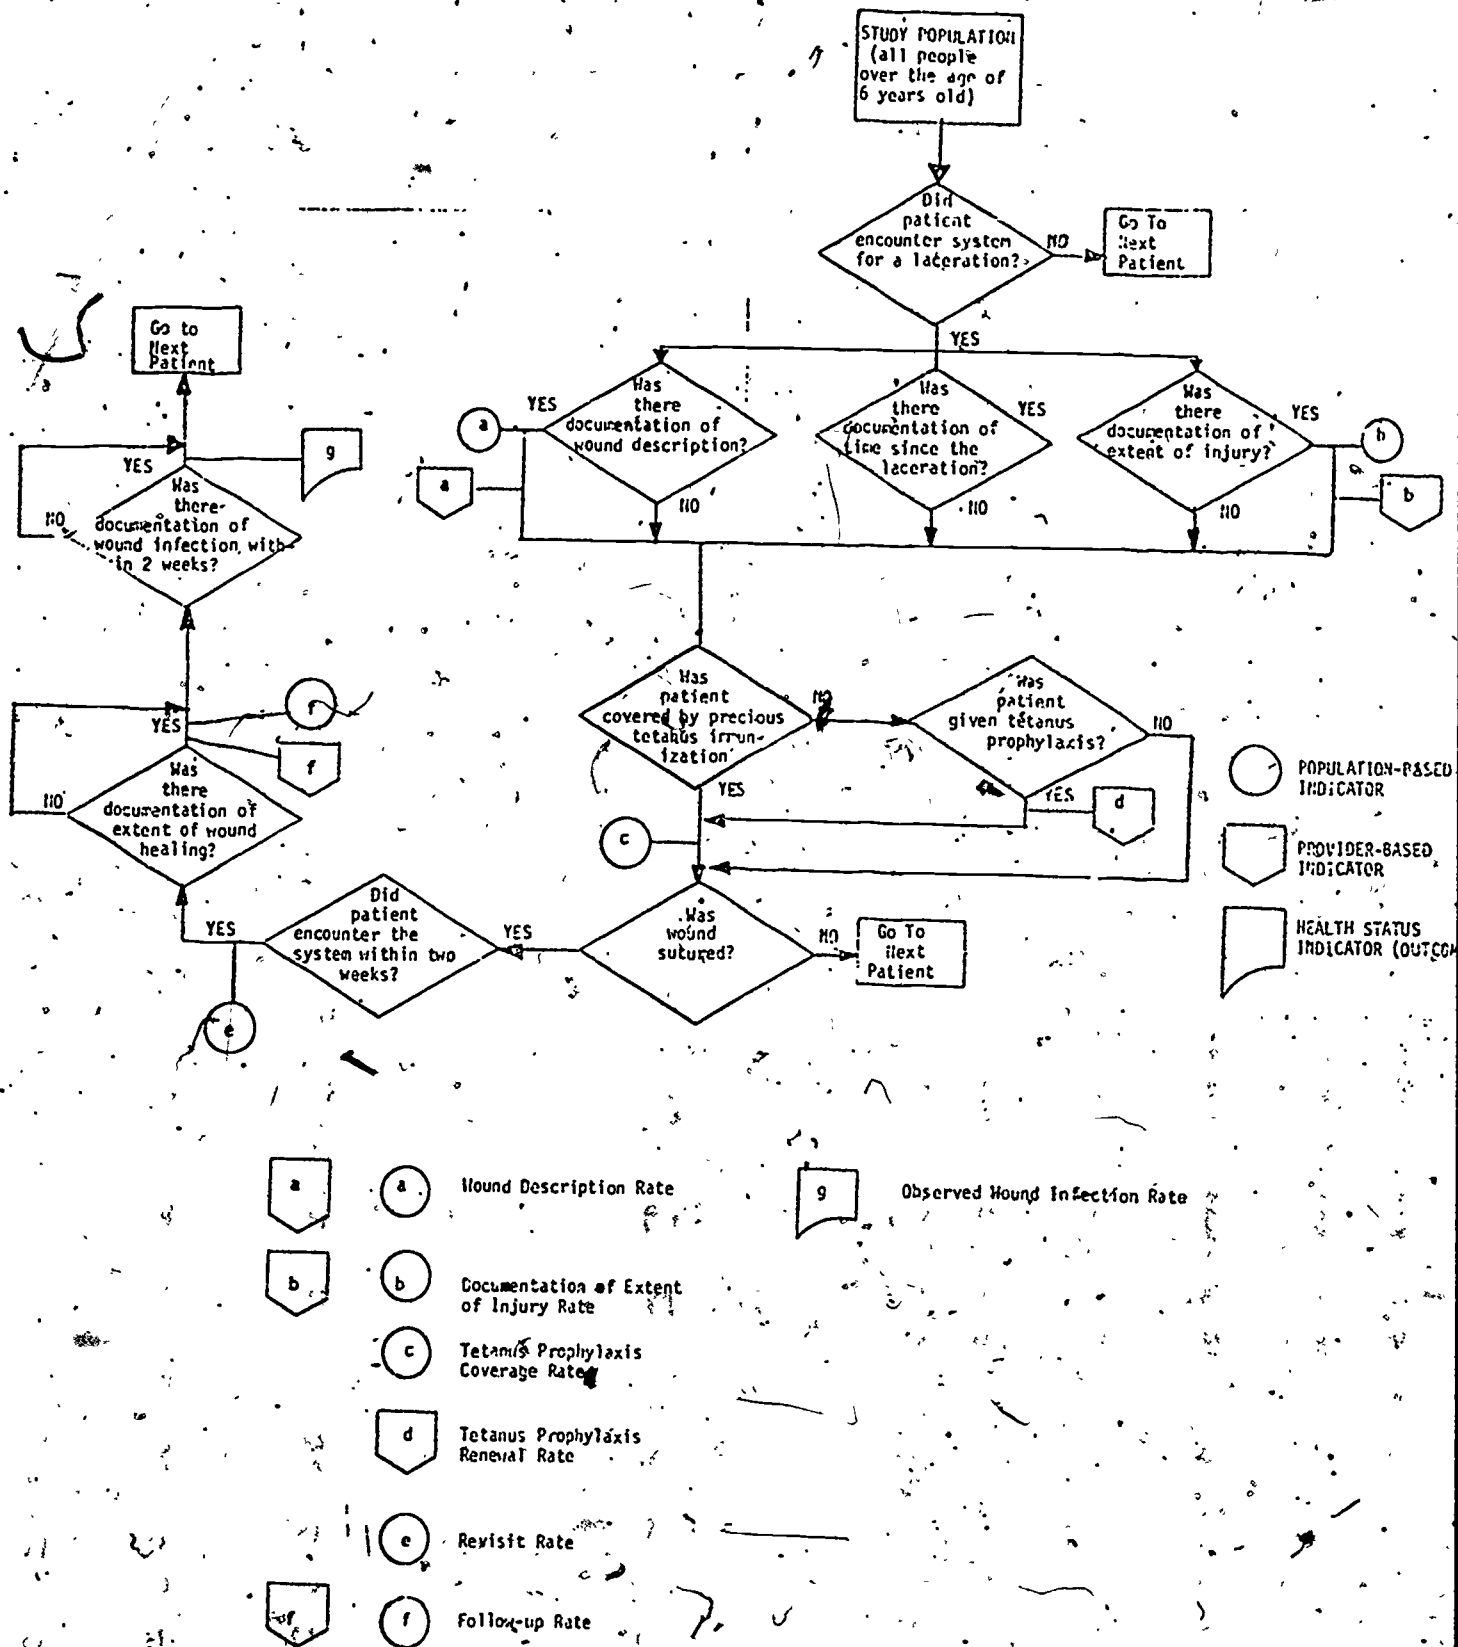 STUDY POPULATION
(all people
over the age of
6 years old)
Did
patient
encounter system
for a laceration?
NO
Go To
Next
Patient
YES
Was
there
documentation of
wound description?
YES
NO
a
a
Was
there
documentation of
time since the
laceration?
YES
NO
Was
there
documentation of
extent of injury?
YES
NO
b
b
Was
patient
covered by precious
tetanus immun-
ization
NO
YES
Was
patient
given tetanus
prophylaxis?
NO
YES
d
c
Was
wound
sutured?
NO
Go To
Next
Patient
YES
Did
patient
encounter the
system within two
weeks?
YES
e
Was
there
documentation of
extent of wound
healing?
NO
YES
f
f
Was
there
documentation of
wound infection with-
in 2 weeks?
NO
YES
g
Go to
Next
Patient
POPULATION-BASED
INDICATOR
PROVIDER-BASED
INDICATOR
HEALTH STATUS
INDICATOR (OUTCOM
a
a
Wound Description Rate
g
Observed Wound Infection Rate
b
b
Documentation of Extent
of Injury Rate
c
Tetanus Prophylaxis
Coverage Rate
d
Tetanus Prophylaxis
Renewal Rate
e
Revisit Rate
f
f
Follow-up Rate